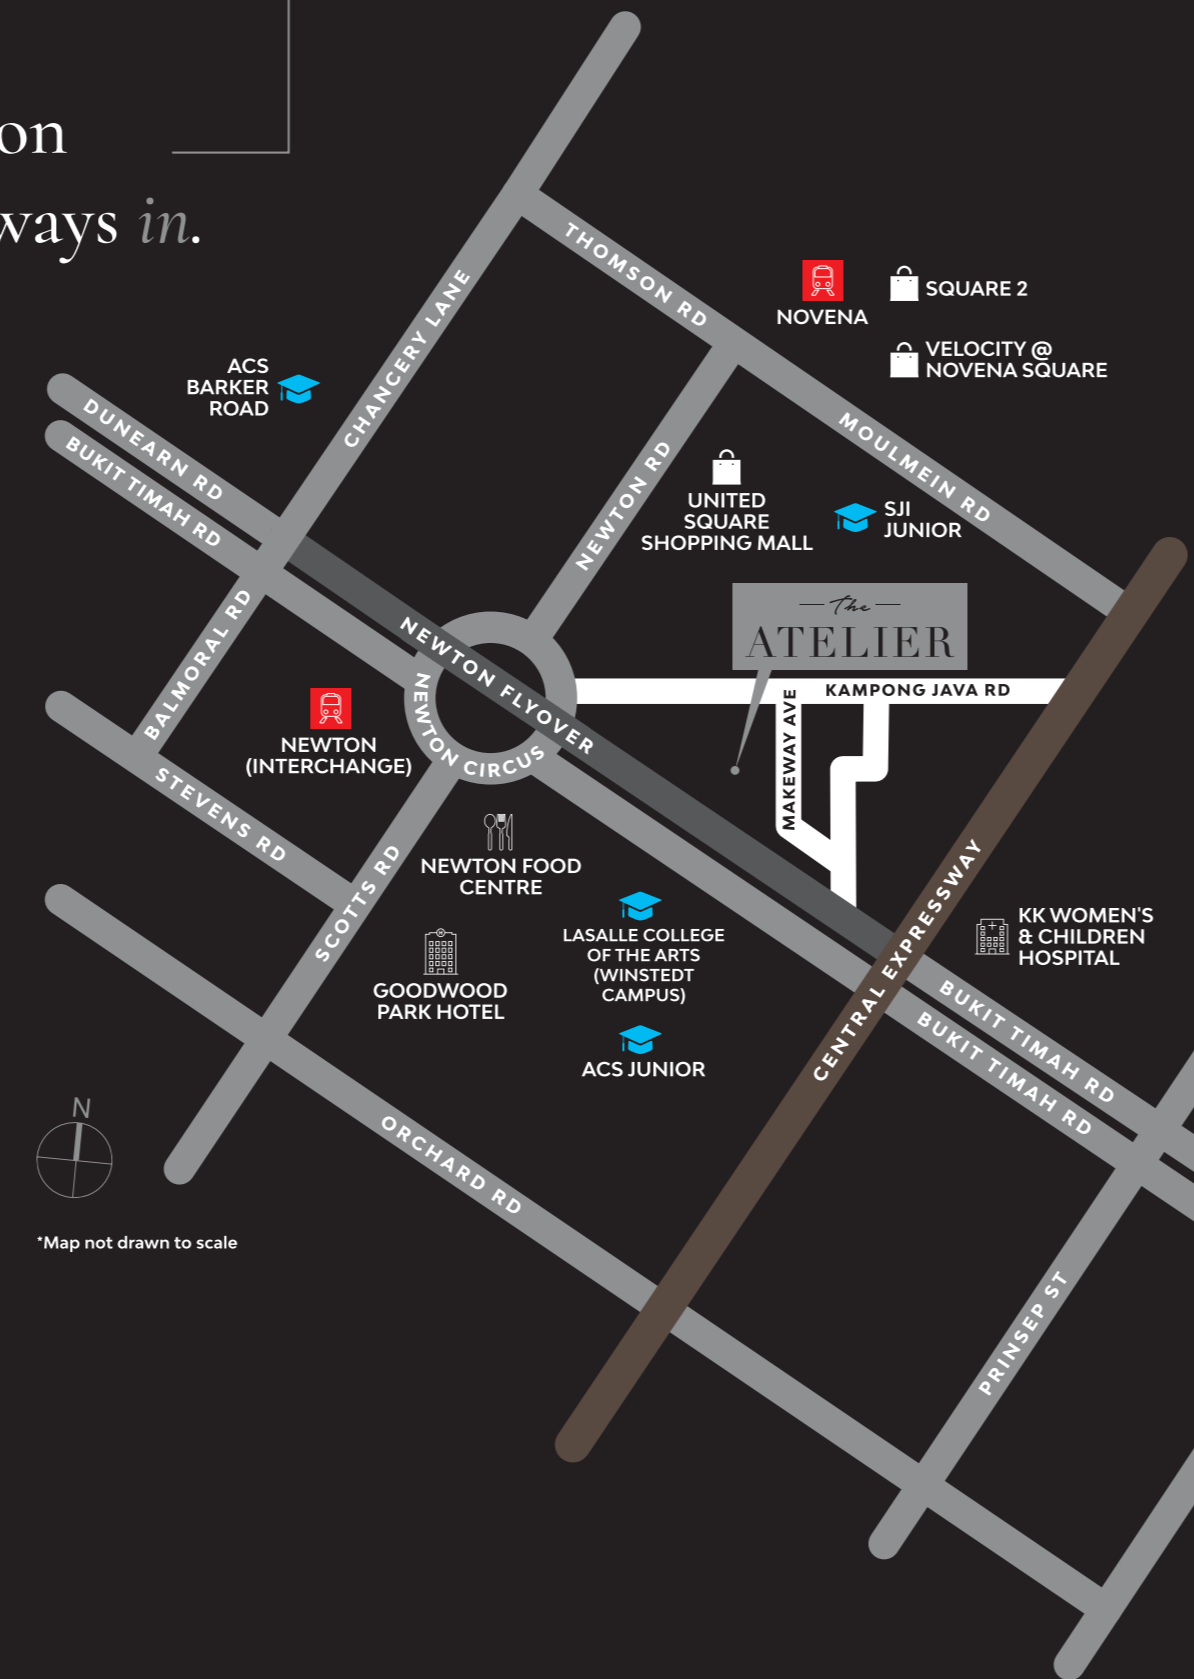 on
ways in.
THOMSON RD
CHANCERY LANE
NOVENA
SQUARE 2
VELOCITY @
NOVENA SQUARE
ACS
BARKER
ROAD
DUNEARN RD
BUKIT TIMAH RD
MOULMEIN RD
NEWTON RD
UNITED
SQUARE
SHOPPING MALL
SJI
JUNIOR
The
ATELIER
BALMORAL RD
NEWTON FLYOVER
KAMPONG JAVA RD
MAKEWAY AVE
NEWTON
(INTERCHANGE)
NEWTON CIRCUS
STEVENS RD
SCOTTS RD
NEWTON FOOD
CENTRE
LASALLE COLLEGE
OF THE ARTS
(WINSTEDT
CAMPUS)
CENTRAL EXPRESSWAY
KK WOMEN'S
& CHILDREN
HOSPITAL
H
GOODWOOD
PARK HOTEL
BUKIT TIMAH RD
BUKIT TIMAH RD
ACS JUNIOR
N
ORCHARD RD
*Map not drawn to scale
PRINSEP ST